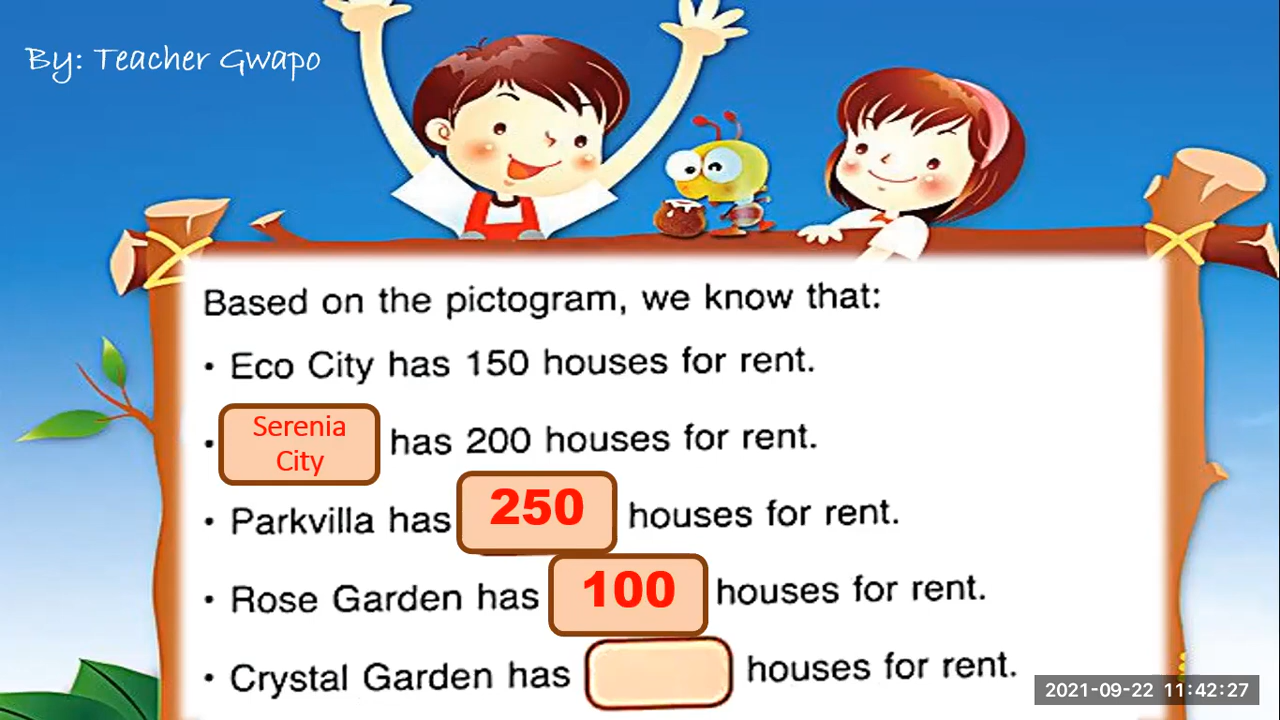 By: Teacher Gwapo
Based on the pictogram, we know that:
• Eco City has 150 houses for rent.
• Serenia City has 200 houses for rent.
• Parkvilla has 250 houses for rent.
• Rose Garden has 100 houses for rent.
• Crystal Garden has houses for rent.
2021-09-22 11:42:27